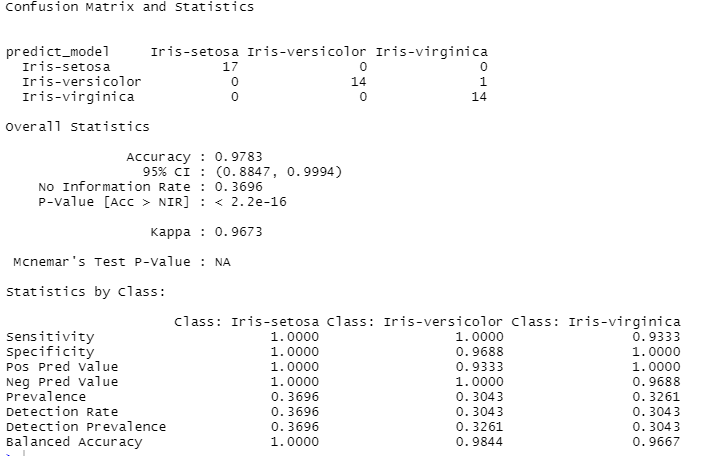 Confusion Matrix and Statistics
predict_model Iris-setosa Iris-versicolor Iris-virginica
Iris-setosa 17 0 0
Iris-versicolor 0 14 1
Iris-virginica 0 0 14
Overall Statistics
Accuracy : 0.9783
95% CI : (0.8847, 0.9994)
No Information Rate : 0.3696
P-Value [Acc > NIR] : < 2.2e-16
Kappa : 0.9673
Mcnemar's Test P-Value : NA
Statistics by Class:
Class: Iris-setosa Class: Iris-versicolor Class: Iris-virginica
Sensitivity 1.0000 1.0000 0.9333
Specificity 1.0000 0.9688 1.0000
Pos Pred Value 1.0000 0.9333 1.0000
Neg Pred Value 1.0000 1.0000 0.9688
Prevalence 0.3696 0.3043 0.3261
Detection Rate 0.3696 0.3043 0.3043
Detection Prevalence 0.3696 0.3261 0.3043
Balanced Accuracy 1.0000 0.9844 0.9667